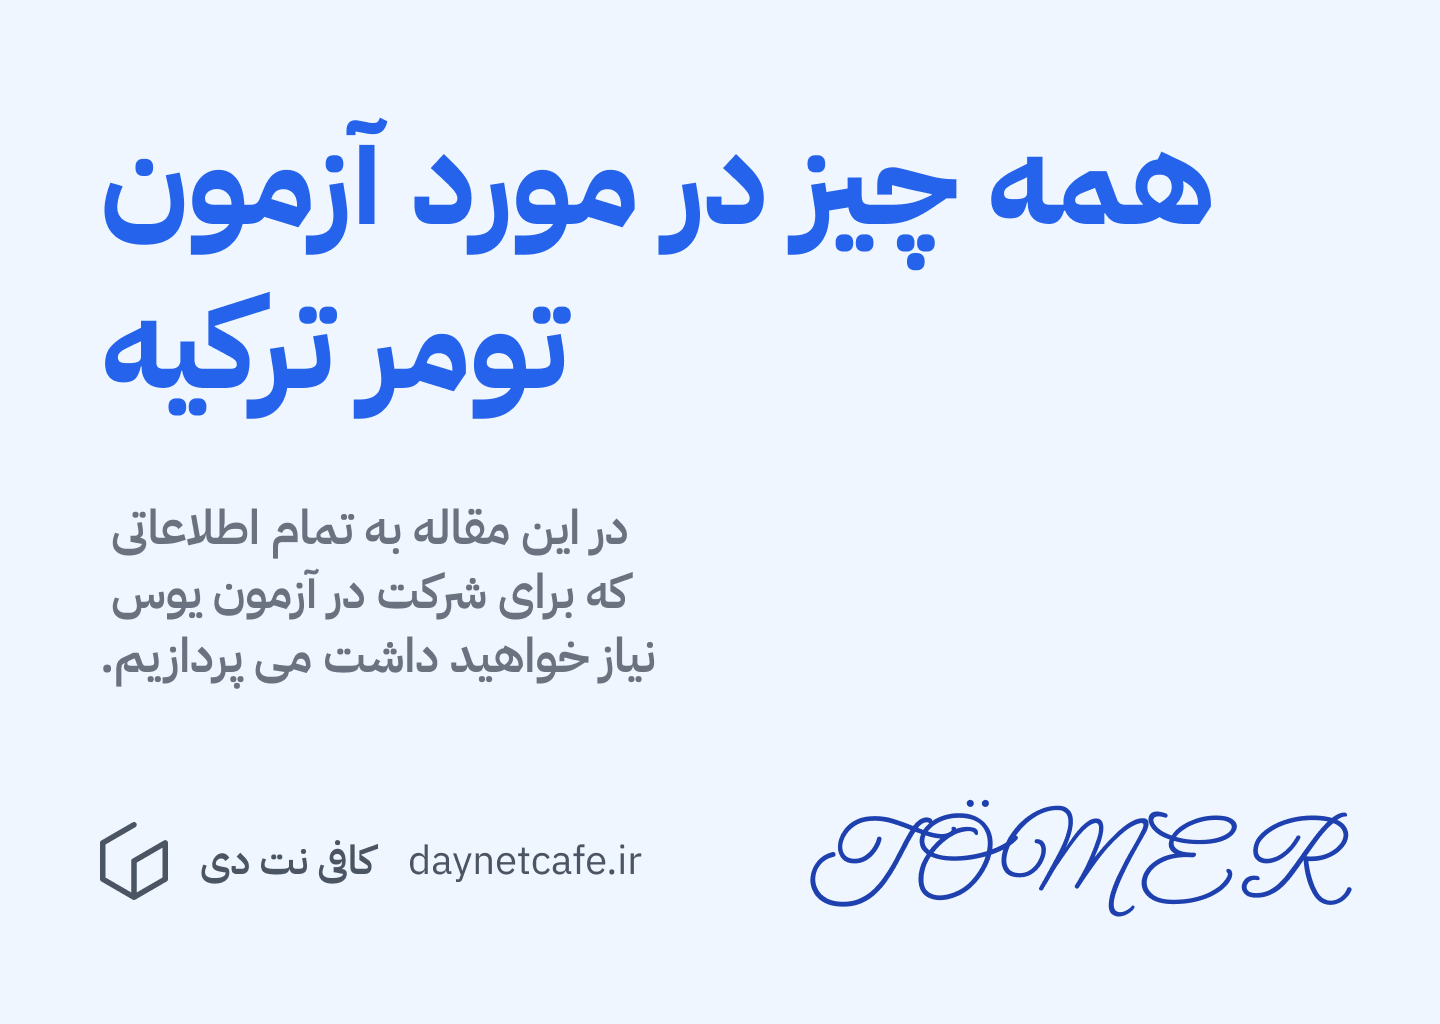 همه چیز در مورد آزمون
تومر ترکیه
در این مقاله به تمام اطلاعاتی
که برای شرکت در آزمون یوس
نیاز خواهید داشت می پردازیم.
کافی نت دی daynetcafe.ir
TÖMER